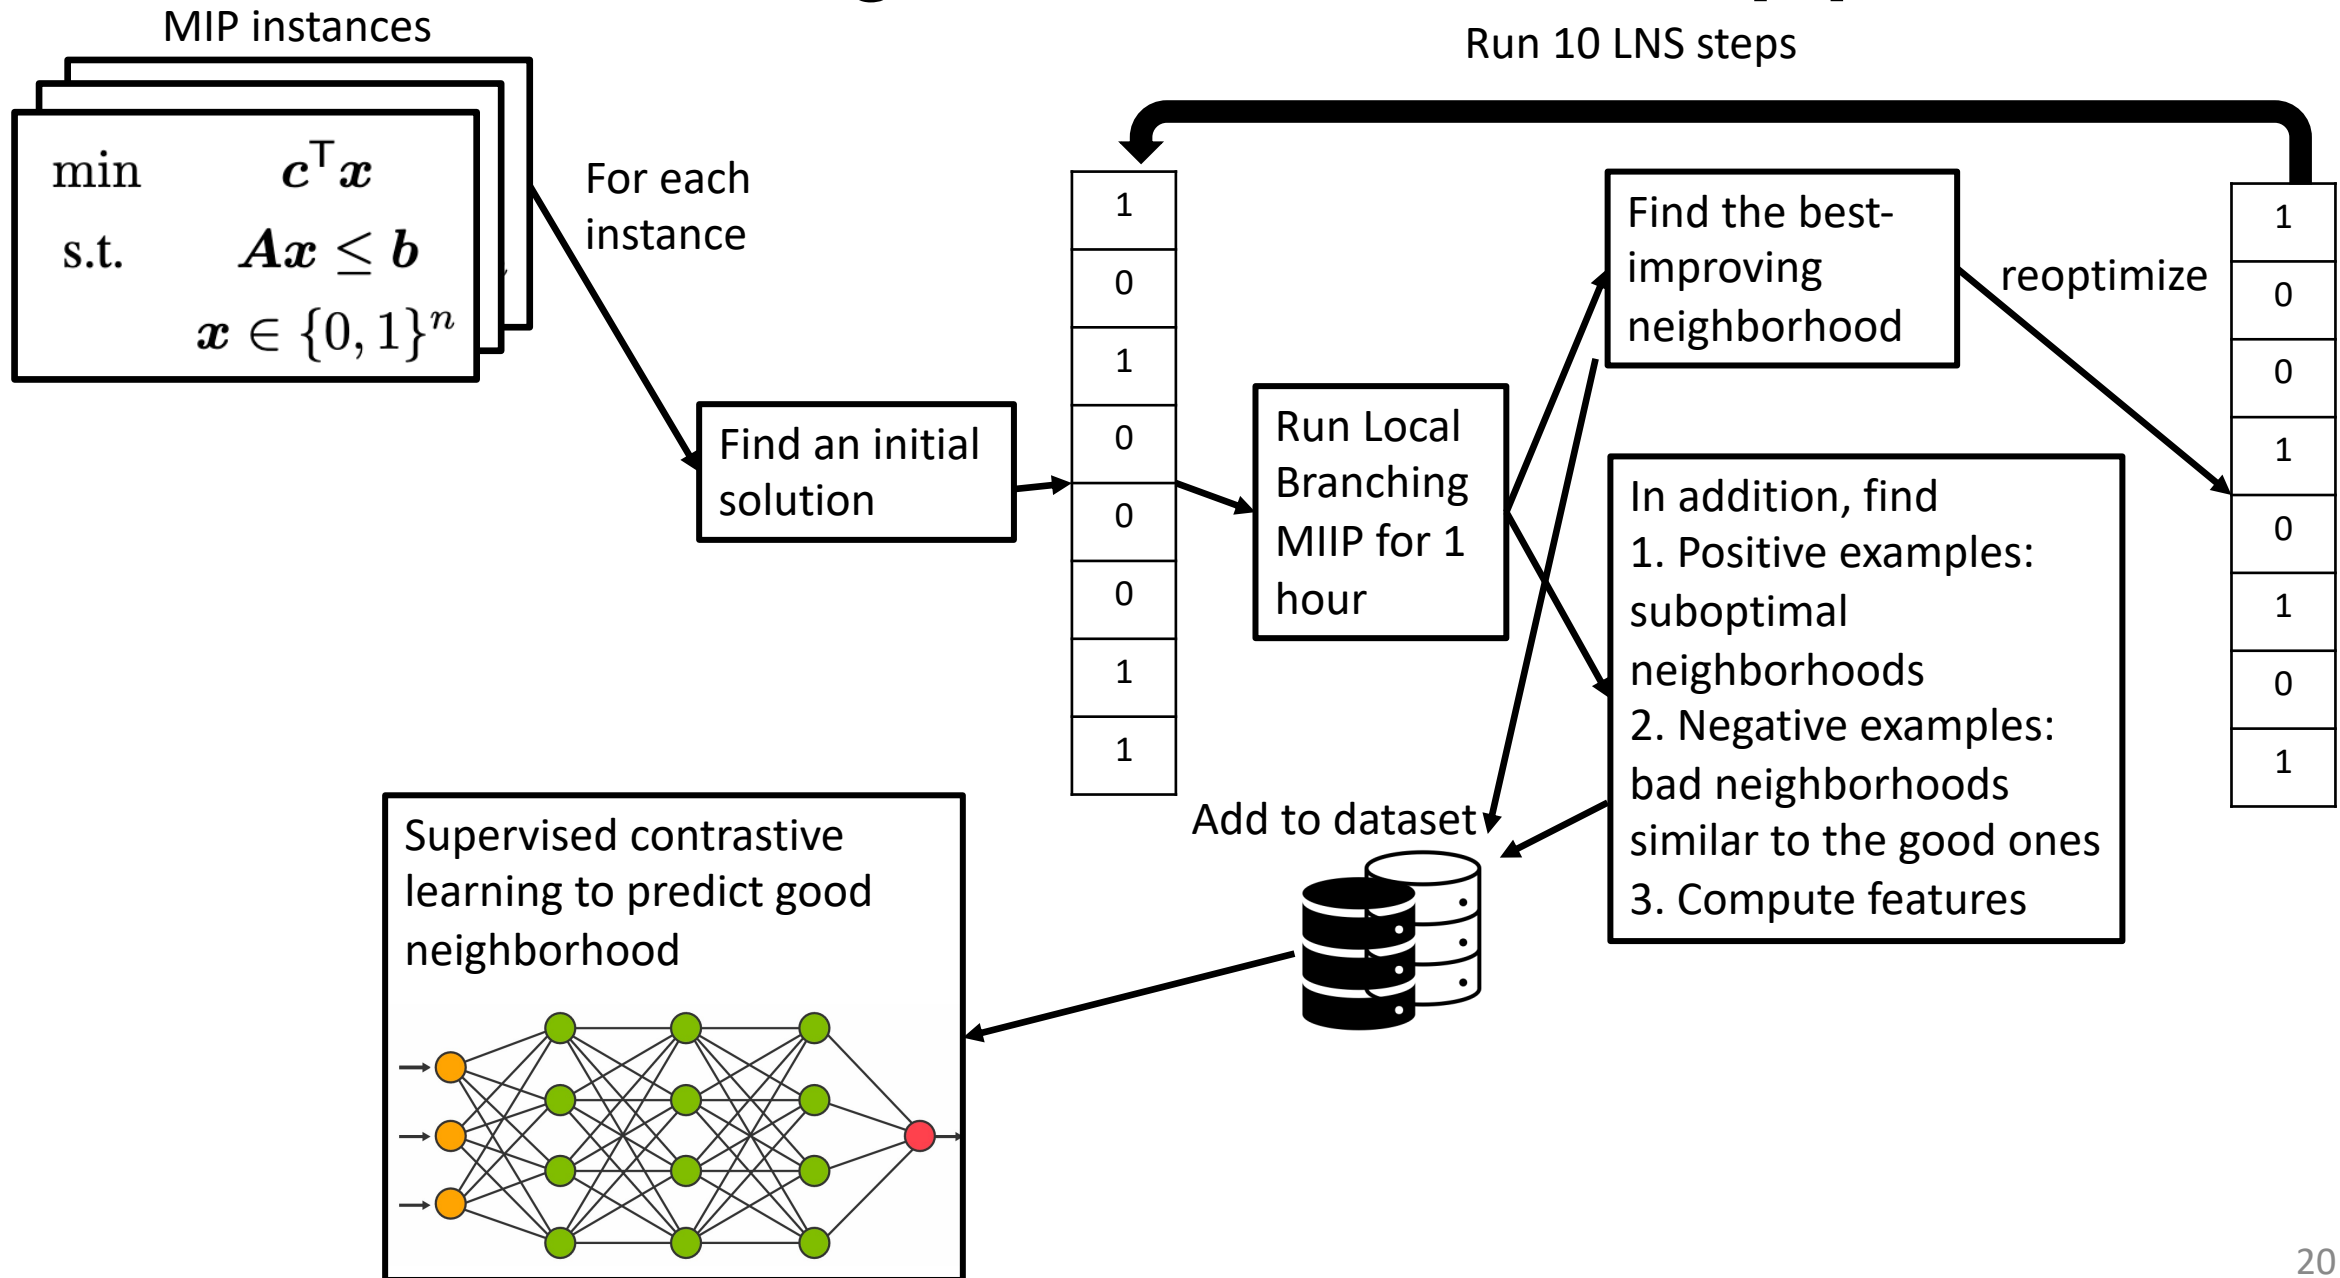 MIP instances
Run 10 LNS steps
min c^⊤ x
s.t. Ax ≤ b
x ∈ {0, 1}^n
For each
instance
Find an initial
solution
1
0
1
0
0
0
1
1
Run Local
Branching
MIIP for 1
hour
Find the best-
improving
neighborhood
reoptimize
In addition, find
1. Positive examples:
suboptimal
neighborhoods
2. Negative examples:
bad neighborhoods
similar to the good ones
3. Compute features
1
0
0
1
0
1
0
1
Add to dataset
Supervised contrastive
learning to predict good
neighborhood
20